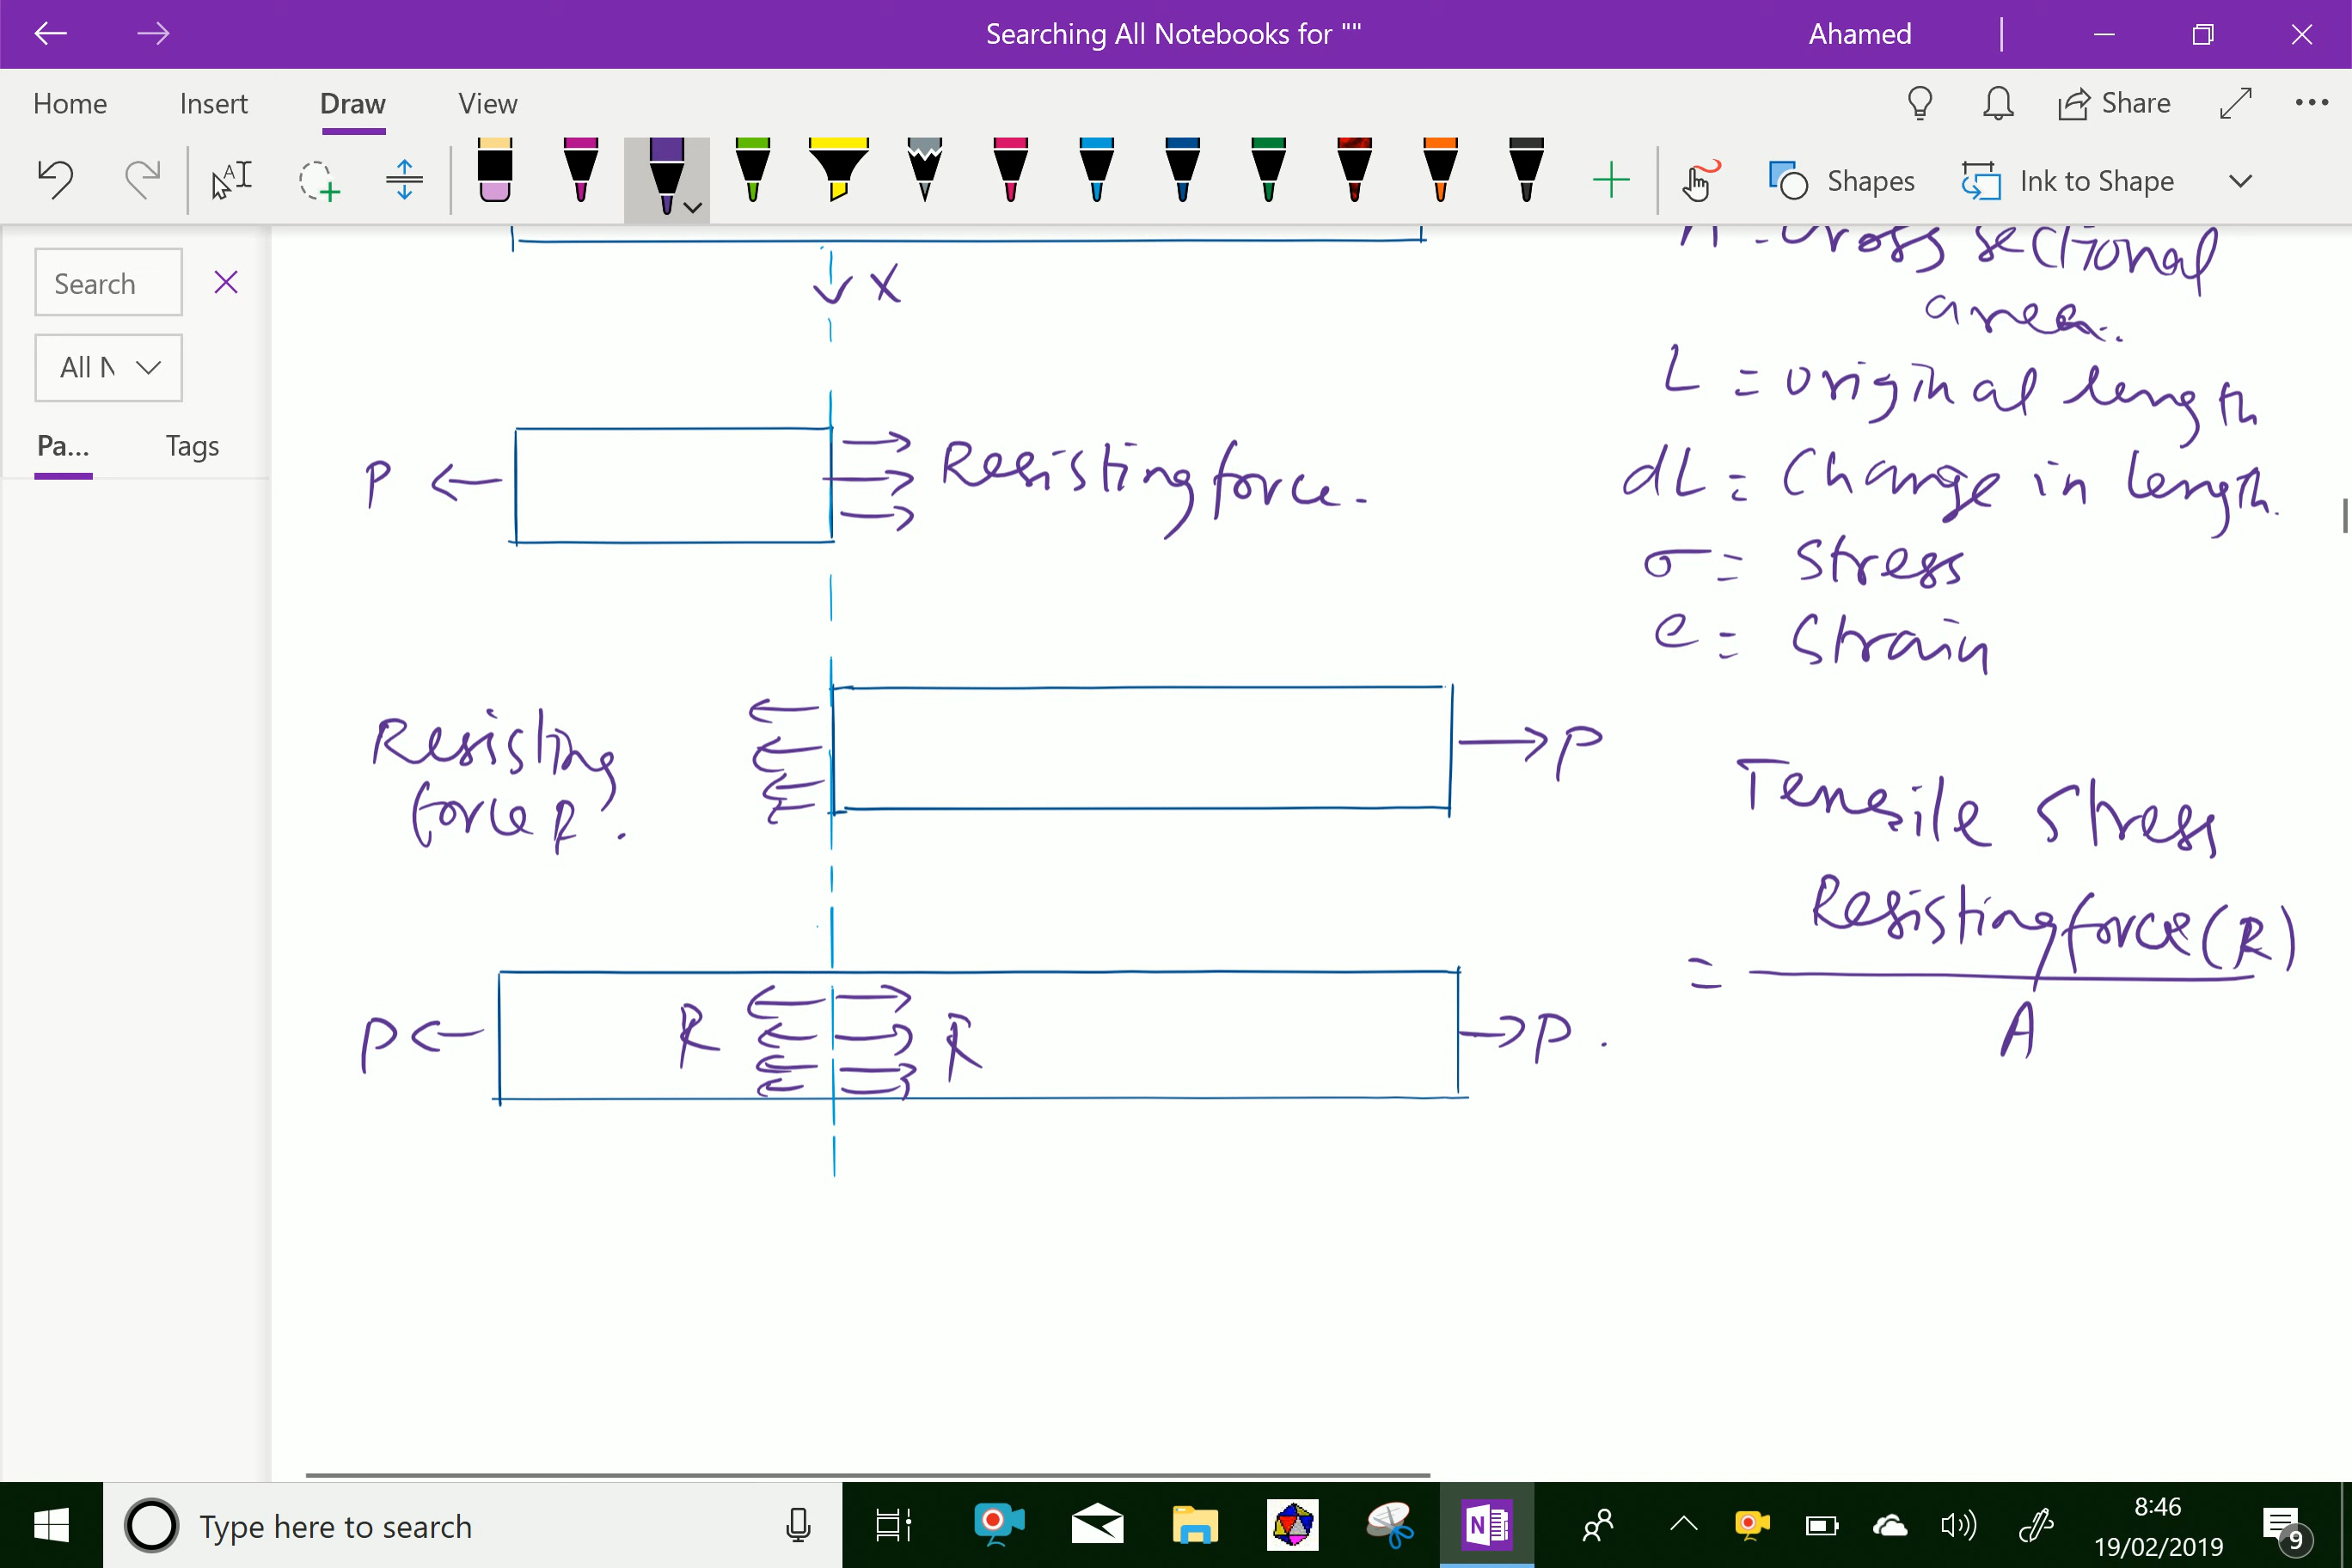 Searching All Notebooks for ""
Ahamed
Home
Insert
Draw
View
Share
Shapes
Ink to Shape
Search
All N
Pa...
Tags
X
P
Resisting force.
Resisting
force R.
P
P
R
R
P.
A = Cross sectional
area.
L = original length
dL = Change in length.
σ = Stress
e = Strain
Tensile Stress
= Resisting force (R)
A
Type here to search
8:46
19/02/2019
9